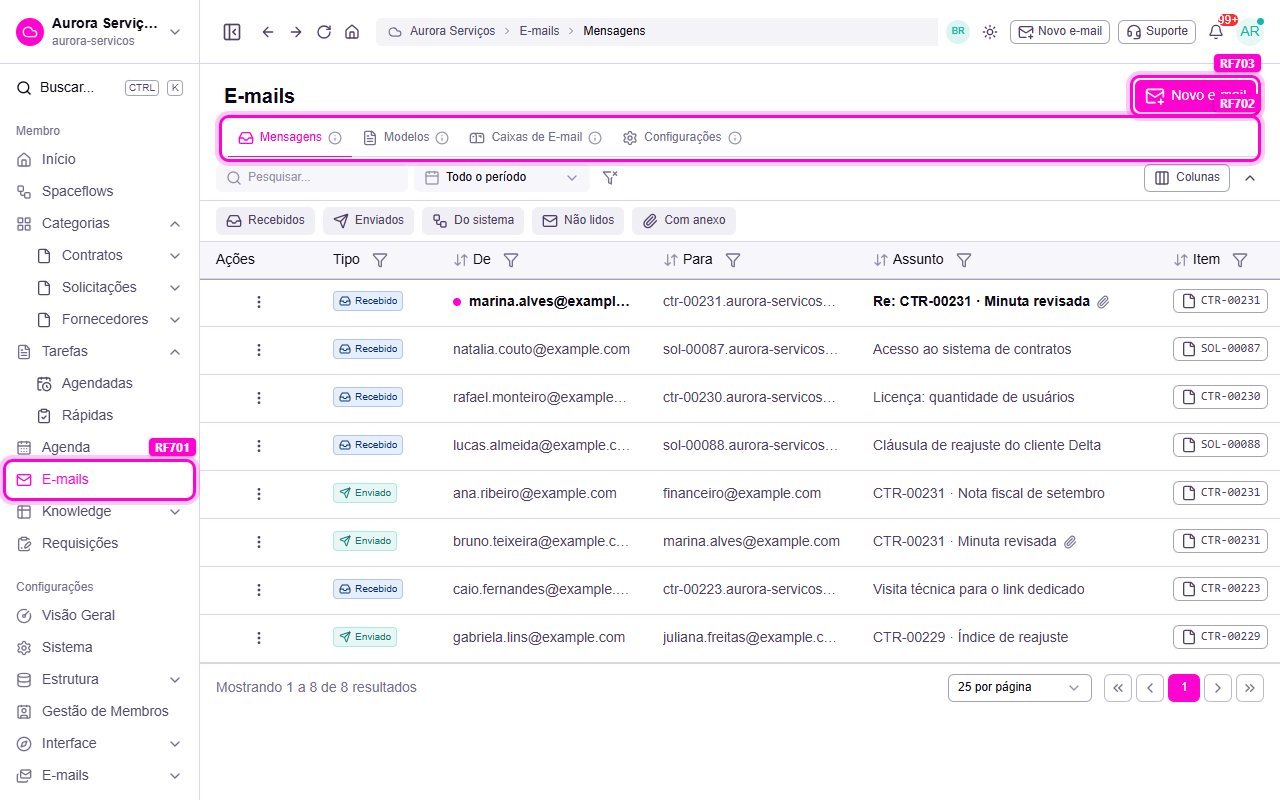 Aurora Serviç...
aurora-servicos
Buscar... CTRL K
Membro
Início
Spaceflows
Categorias
Contratos
Solicitações
Fornecedores
Tarefas
Agendadas
Rápidas
Agenda RF701
E-mails
Knowledge
Requisições
Configurações
Visão Geral
Sistema
Estrutura
Gestão de Membros
Interface
E-mails
Aurora Serviços > E-mails > Mensagens
BR Novo e-mail Suporte 99+ AR
RF703
E-mails
Novo e-mail
RF702
Mensagens Modelos Caixas de E-mail Configurações
Pesquisar... Todo o período Colunas
Recebidos Enviados Do sistema Não lidos Com anexo
Ações Tipo De Para Assunto Item
Recebido marina.alves@exampl... ctr-00231.aurora-servicos... Re: CTR-00231 · Minuta revisada CTR-00231
Recebido natalia.couto@example.com sol-00087.aurora-servicos... Acesso ao sistema de contratos SOL-00087
Recebido rafael.monteiro@example... ctr-00230.aurora-servicos... Licença: quantidade de usuários CTR-00230
Recebido lucas.almeida@example.c... sol-00088.aurora-servicos... Cláusula de reajuste do cliente Delta SOL-00088
Enviado ana.ribeiro@example.com financeiro@example.com CTR-00231 · Nota fiscal de setembro CTR-00231
Enviado bruno.teixeira@example.c... marina.alves@example.com CTR-00231 · Minuta revisada CTR-00231
Recebido caio.fernandes@example.... ctr-00223.aurora-servicos... Visita técnica para o link dedicado CTR-00223
Enviado gabriela.lins@example.com juliana.freitas@example.c... CTR-00229 · Índice de reajuste CTR-00229
Mostrando 1 a 8 de 8 resultados 25 por página 1